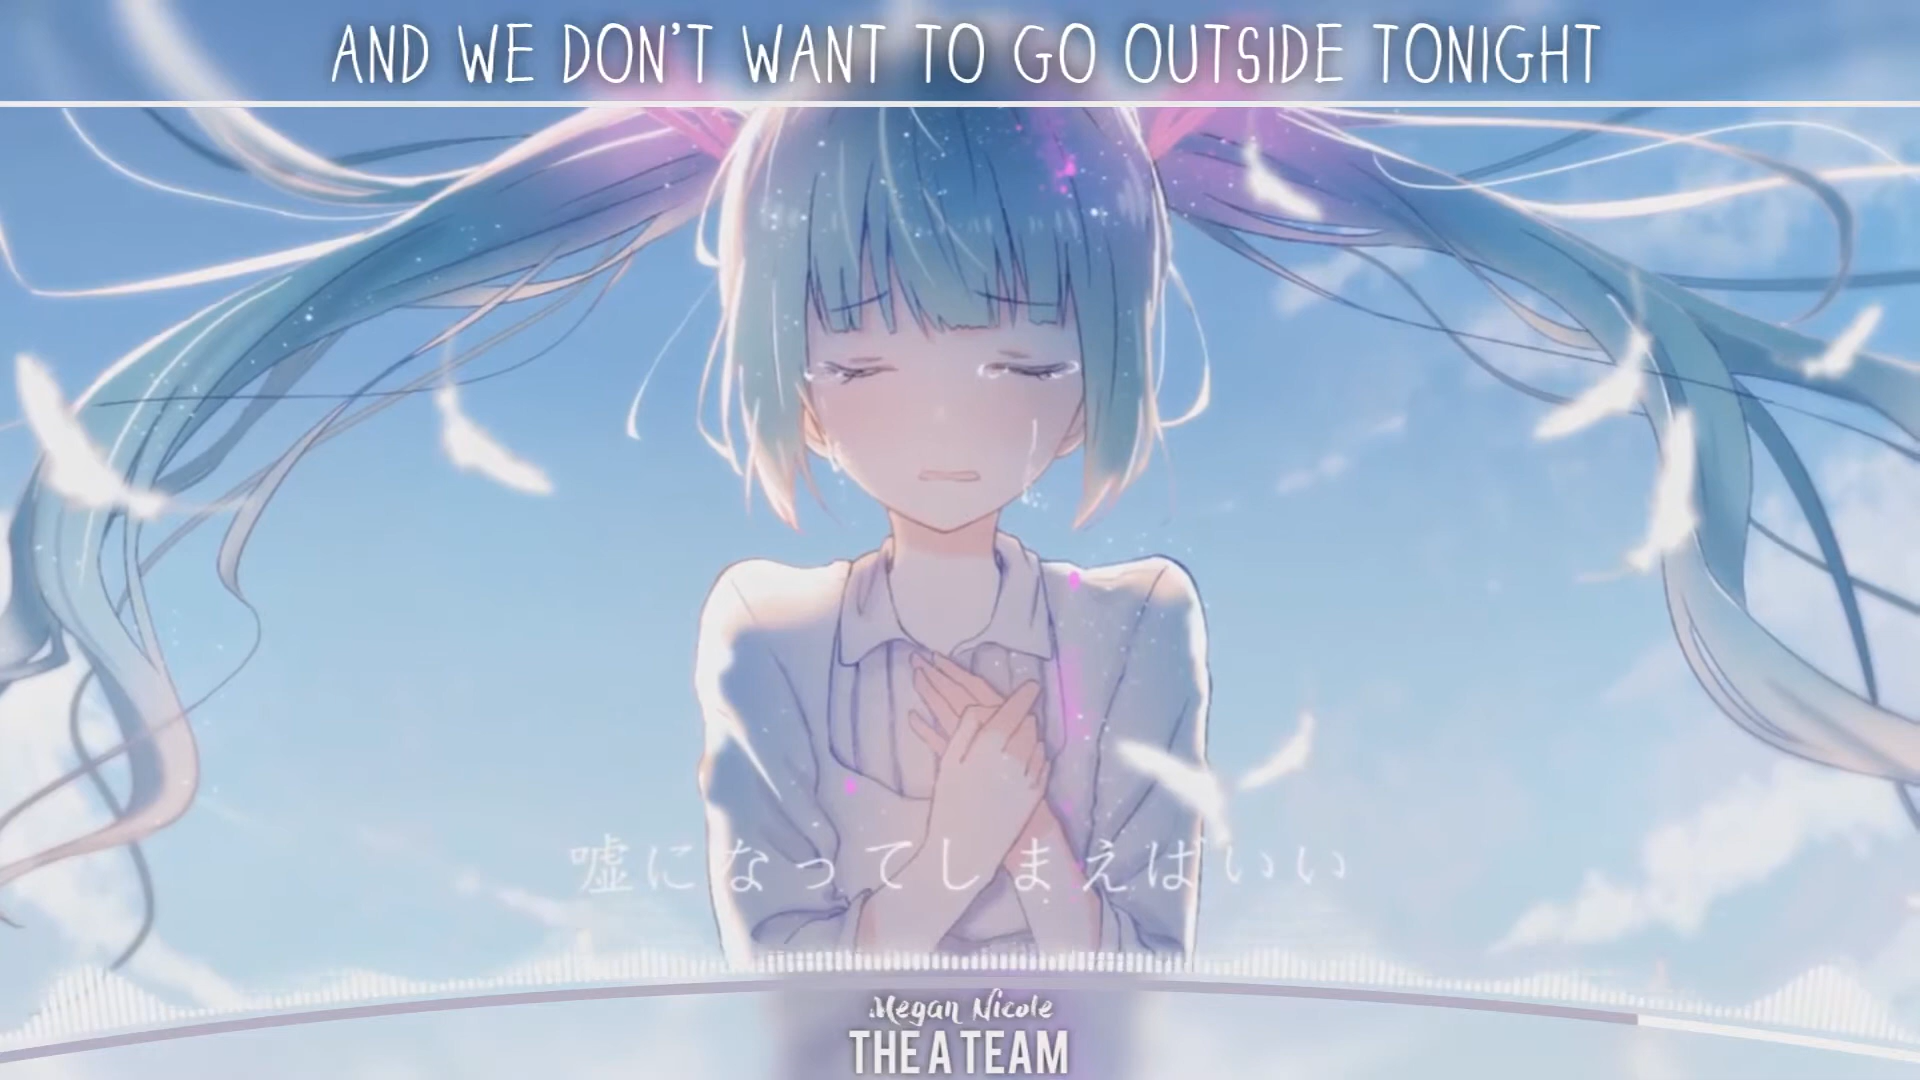 AND WE DON'T WANT TO GO OUTSIDE TONIGHT
嘘になってしまえばいい
Megan Nicole
THE A TEAM